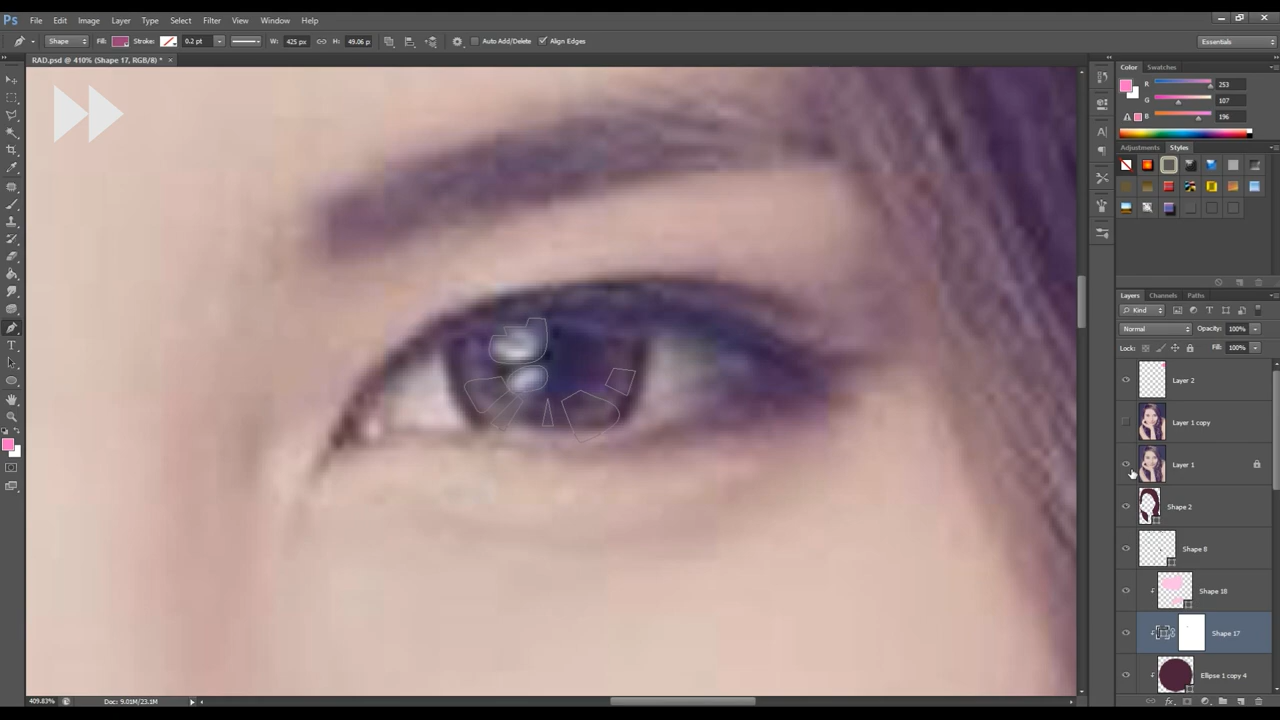 Ps File Edit Image Layer Type Select Filter View Window Help
Shape Fill: Stroke: 0.2 pt W: 425 px H: 49.06 p: Auto Add/Delete Align Edges Essentials
RAD.psd @ 410% (Shape 17, RGB/8) * ×
Color Swatches
R 253
G 107
B 196
Adjustments Styles
Layers Channels Paths
Kind
Normal Opacity: 100%
Lock: Fill: 100%
Layer 2
Layer 1 copy
Layer 1
Shape 2
Shape 8
Shape 18
Shape 17
Ellipse 1 copy 4
409.83% Doc: 9.01M/23.1M